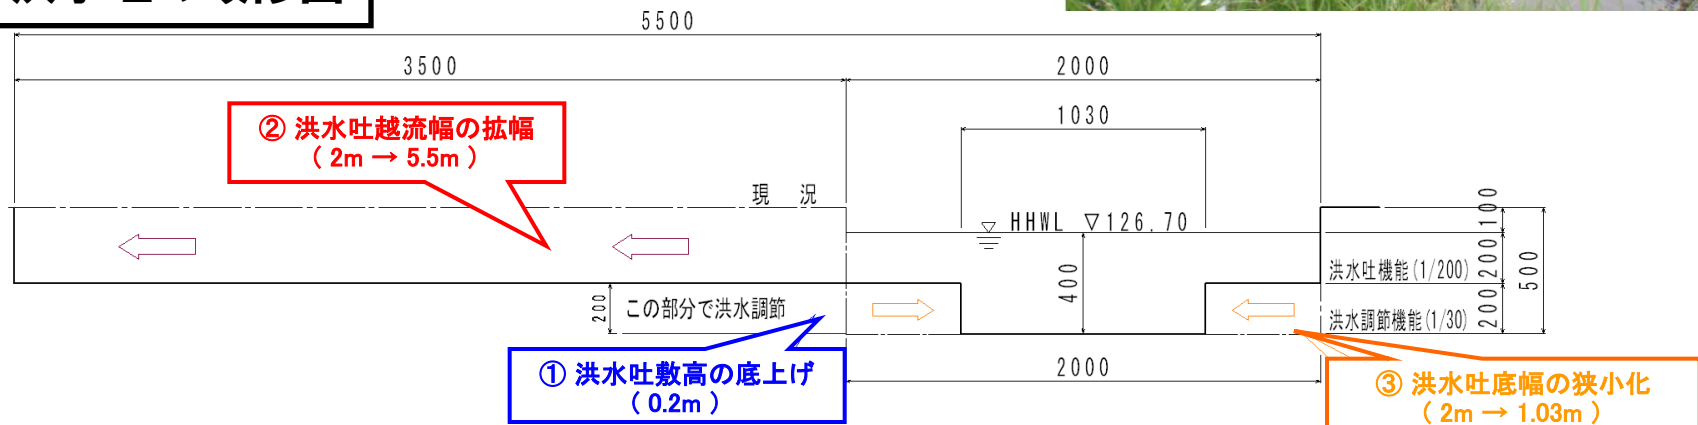 5500
3500
2000
1030
② 洪水吐越流幅の拡幅
( 2m → 5.5m )
現 況
HHWL ▽126.70
100
200
200
500
400
洪水吐機能(1/200)
洪水調節機能(1/30)
200
この部分で洪水調節
① 洪水吐敷高の底上げ
( 0.2m )
2000
③ 洪水吐底幅の狭小化
( 2m → 1.03m )